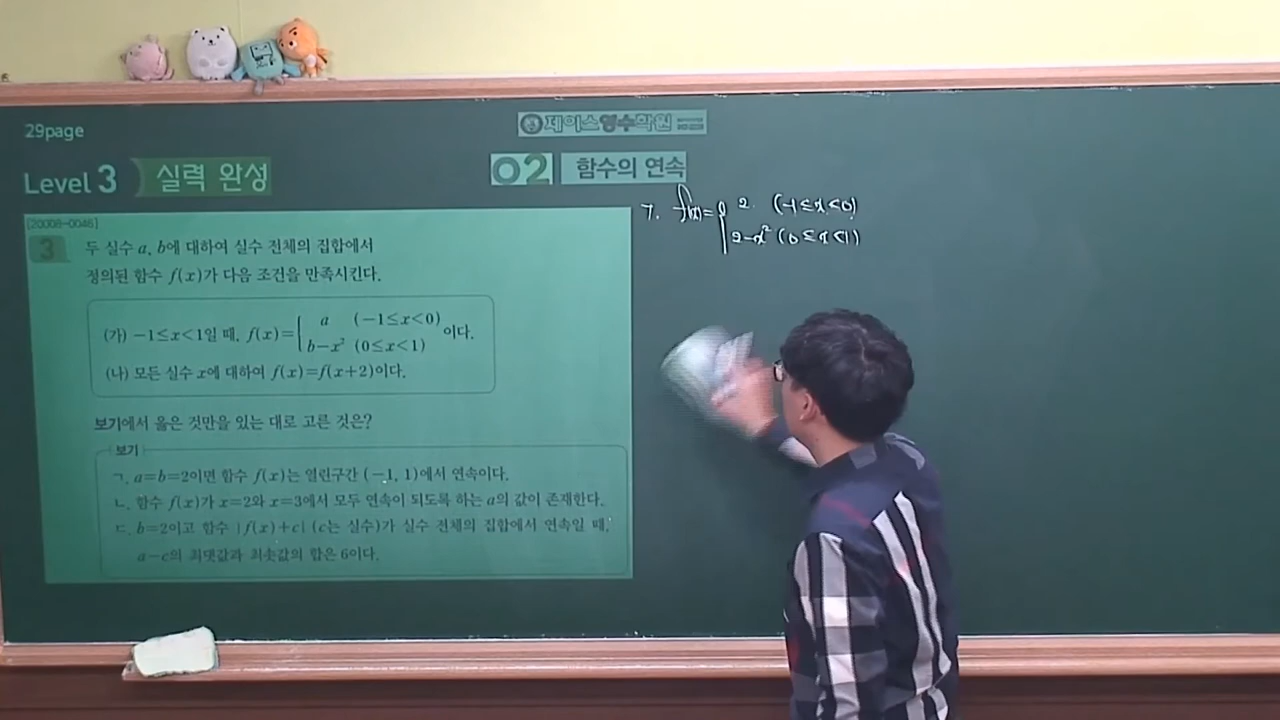 29page
제이스영수학원
Level 3 실력 완성
02 함수의 연속
[20008-0046]
3 두 실수 a, b에 대하여 실수 전체의 집합에서
정의된 함수 f(x)가 다음 조건을 만족시킨다.
(가) -1≤x<1일 때, f(x)={ a (-1≤x<0)
b-x² (0≤x<1) 이다.
(나) 모든 실수 x에 대하여 f(x)=f(x+2)이다.
보기에서 옳은 것만을 있는 대로 고른 것은?
보기
ㄱ. a=b=2이면 함수 f(x)는 열린구간 (-1, 1)에서 연속이다.
ㄴ. 함수 f(x)가 x=2와 x=3에서 모두 연속이 되도록 하는 a의 값이 존재한다.
ㄷ. b=2이고 함수 |f(x)+c| (c는 실수)가 실수 전체의 집합에서 연속일 때,
a-c의 최댓값과 최솟값의 합은 6이다.
ㄱ. f(x)={ 2 (-1≤x<0)
2-x² (0≤x<1)